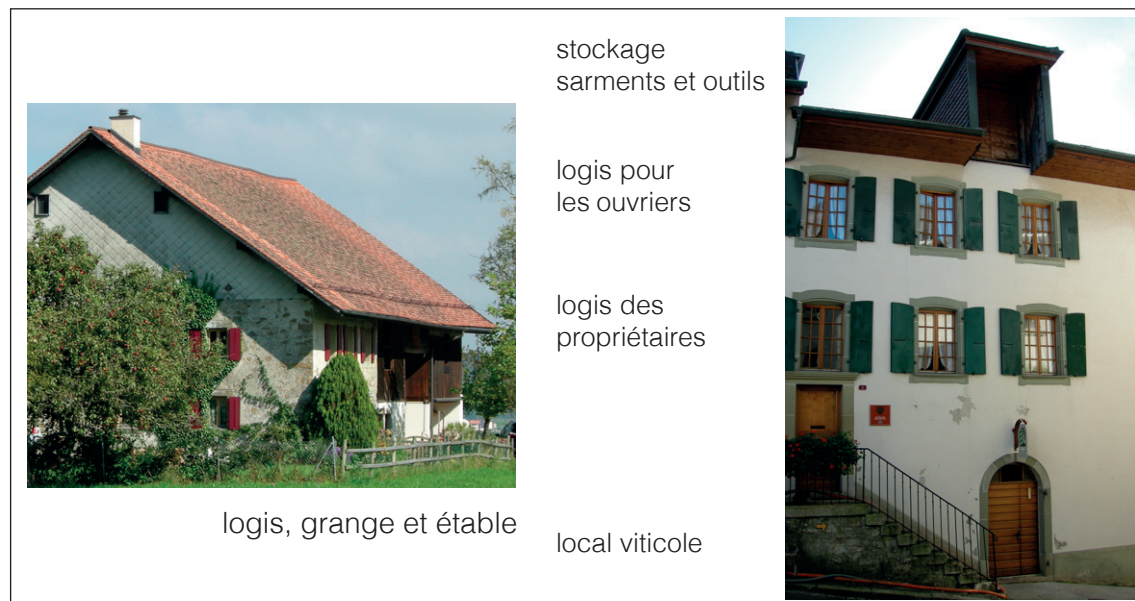 stockage
sarments et outils
logis pour
les ouvriers
logis des
propriétaires
logis, grange et étable
local viticole